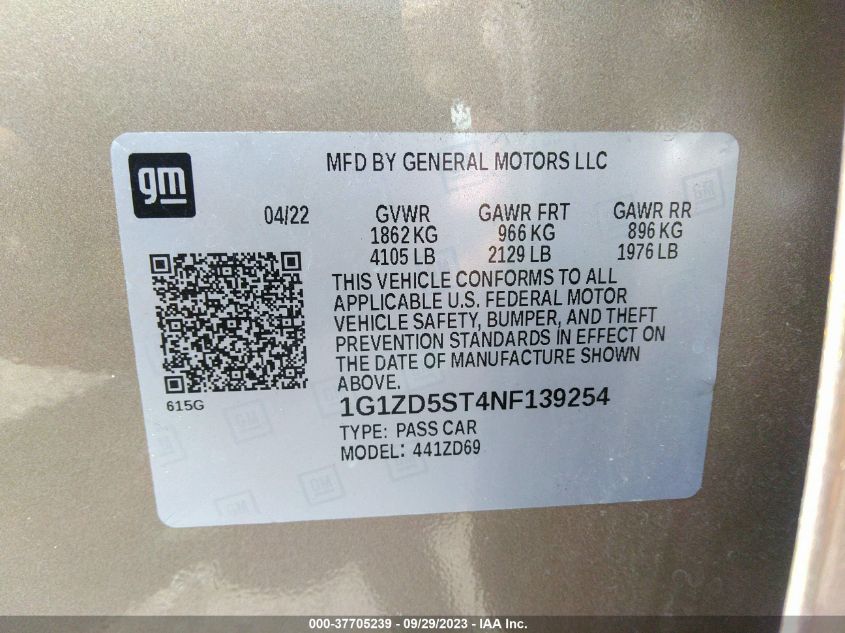 gm
MFD BY GENERAL MOTORS LLC
04/22 GVWR GAWR FRT GAWR RR
1862 KG 966 KG 896 KG
4105 LB 2129 LB 1976 LB
THIS VEHICLE CONFORMS TO ALL
APPLICABLE U.S. FEDERAL MOTOR
VEHICLE SAFETY, BUMPER, AND THEFT
PREVENTION STANDARDS IN EFFECT ON
THE DATE OF MANUFACTURE SHOWN
ABOVE.
615G
1G1ZD5ST4NF139254
TYPE: PASS CAR
MODEL: 441ZD69
000-37705239 - 09/29/2023 - IAA Inc.